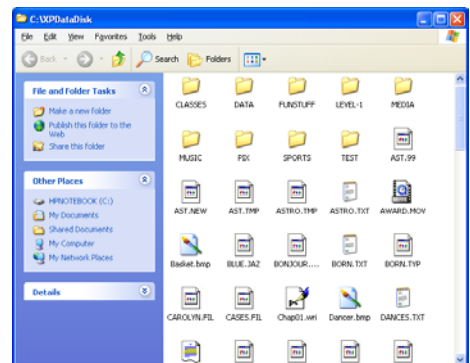 C:\XPDataDisk
File Edit View Favorites Tools Help
Back Search Folders
File and Folder Tasks
Make a new folder
Publish this folder to the
Web
Share this folder
Other Places
HPNOTEBOOK (C:)
My Documents
Shared Documents
My Computer
My Network Places
Details
CLASSES DATA FUNSTUFF LEVEL-1 MEDIA
MUSIC PIX SPORTS TEST AST.99
AST.NEW AST.TMP ASTRO.TMP ASTRO.TXT AWARD.MOV
Basket.bmp BLUE.JAZ BONJOUR.... BORN.TXT BORN.TYP
CAROLYN.FIL CASES.FIL Chap01.wri Dancer.bmp DANCES.TXT